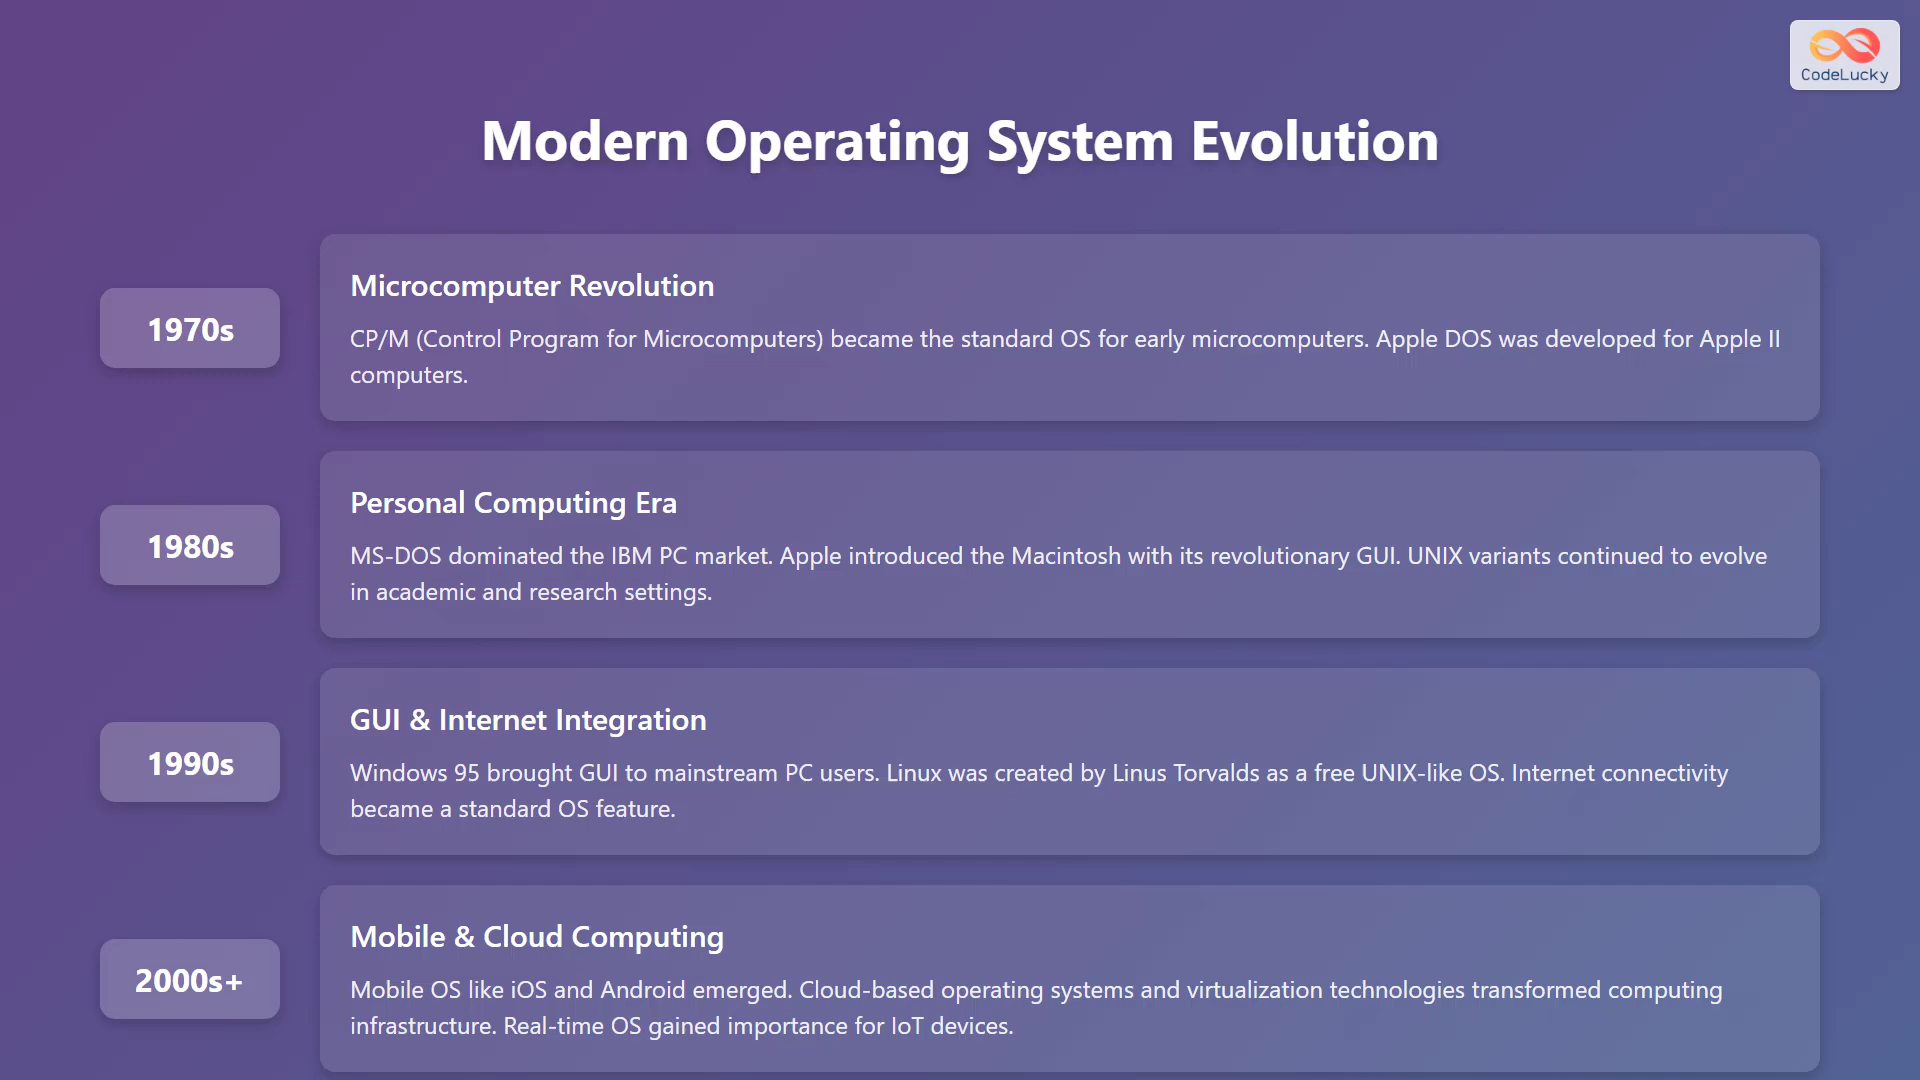 CodeLucky
Modern Operating System Evolution
1970s
Microcomputer Revolution
CP/M (Control Program for Microcomputers) became the standard OS for early microcomputers. Apple DOS was developed for Apple II
computers.
1980s
Personal Computing Era
MS-DOS dominated the IBM PC market. Apple introduced the Macintosh with its revolutionary GUI. UNIX variants continued to evolve
in academic and research settings.
1990s
GUI & Internet Integration
Windows 95 brought GUI to mainstream PC users. Linux was created by Linus Torvalds as a free UNIX-like OS. Internet connectivity
became a standard OS feature.
2000s+
Mobile & Cloud Computing
Mobile OS like iOS and Android emerged. Cloud-based operating systems and virtualization technologies transformed computing
infrastructure. Real-time OS gained importance for IoT devices.